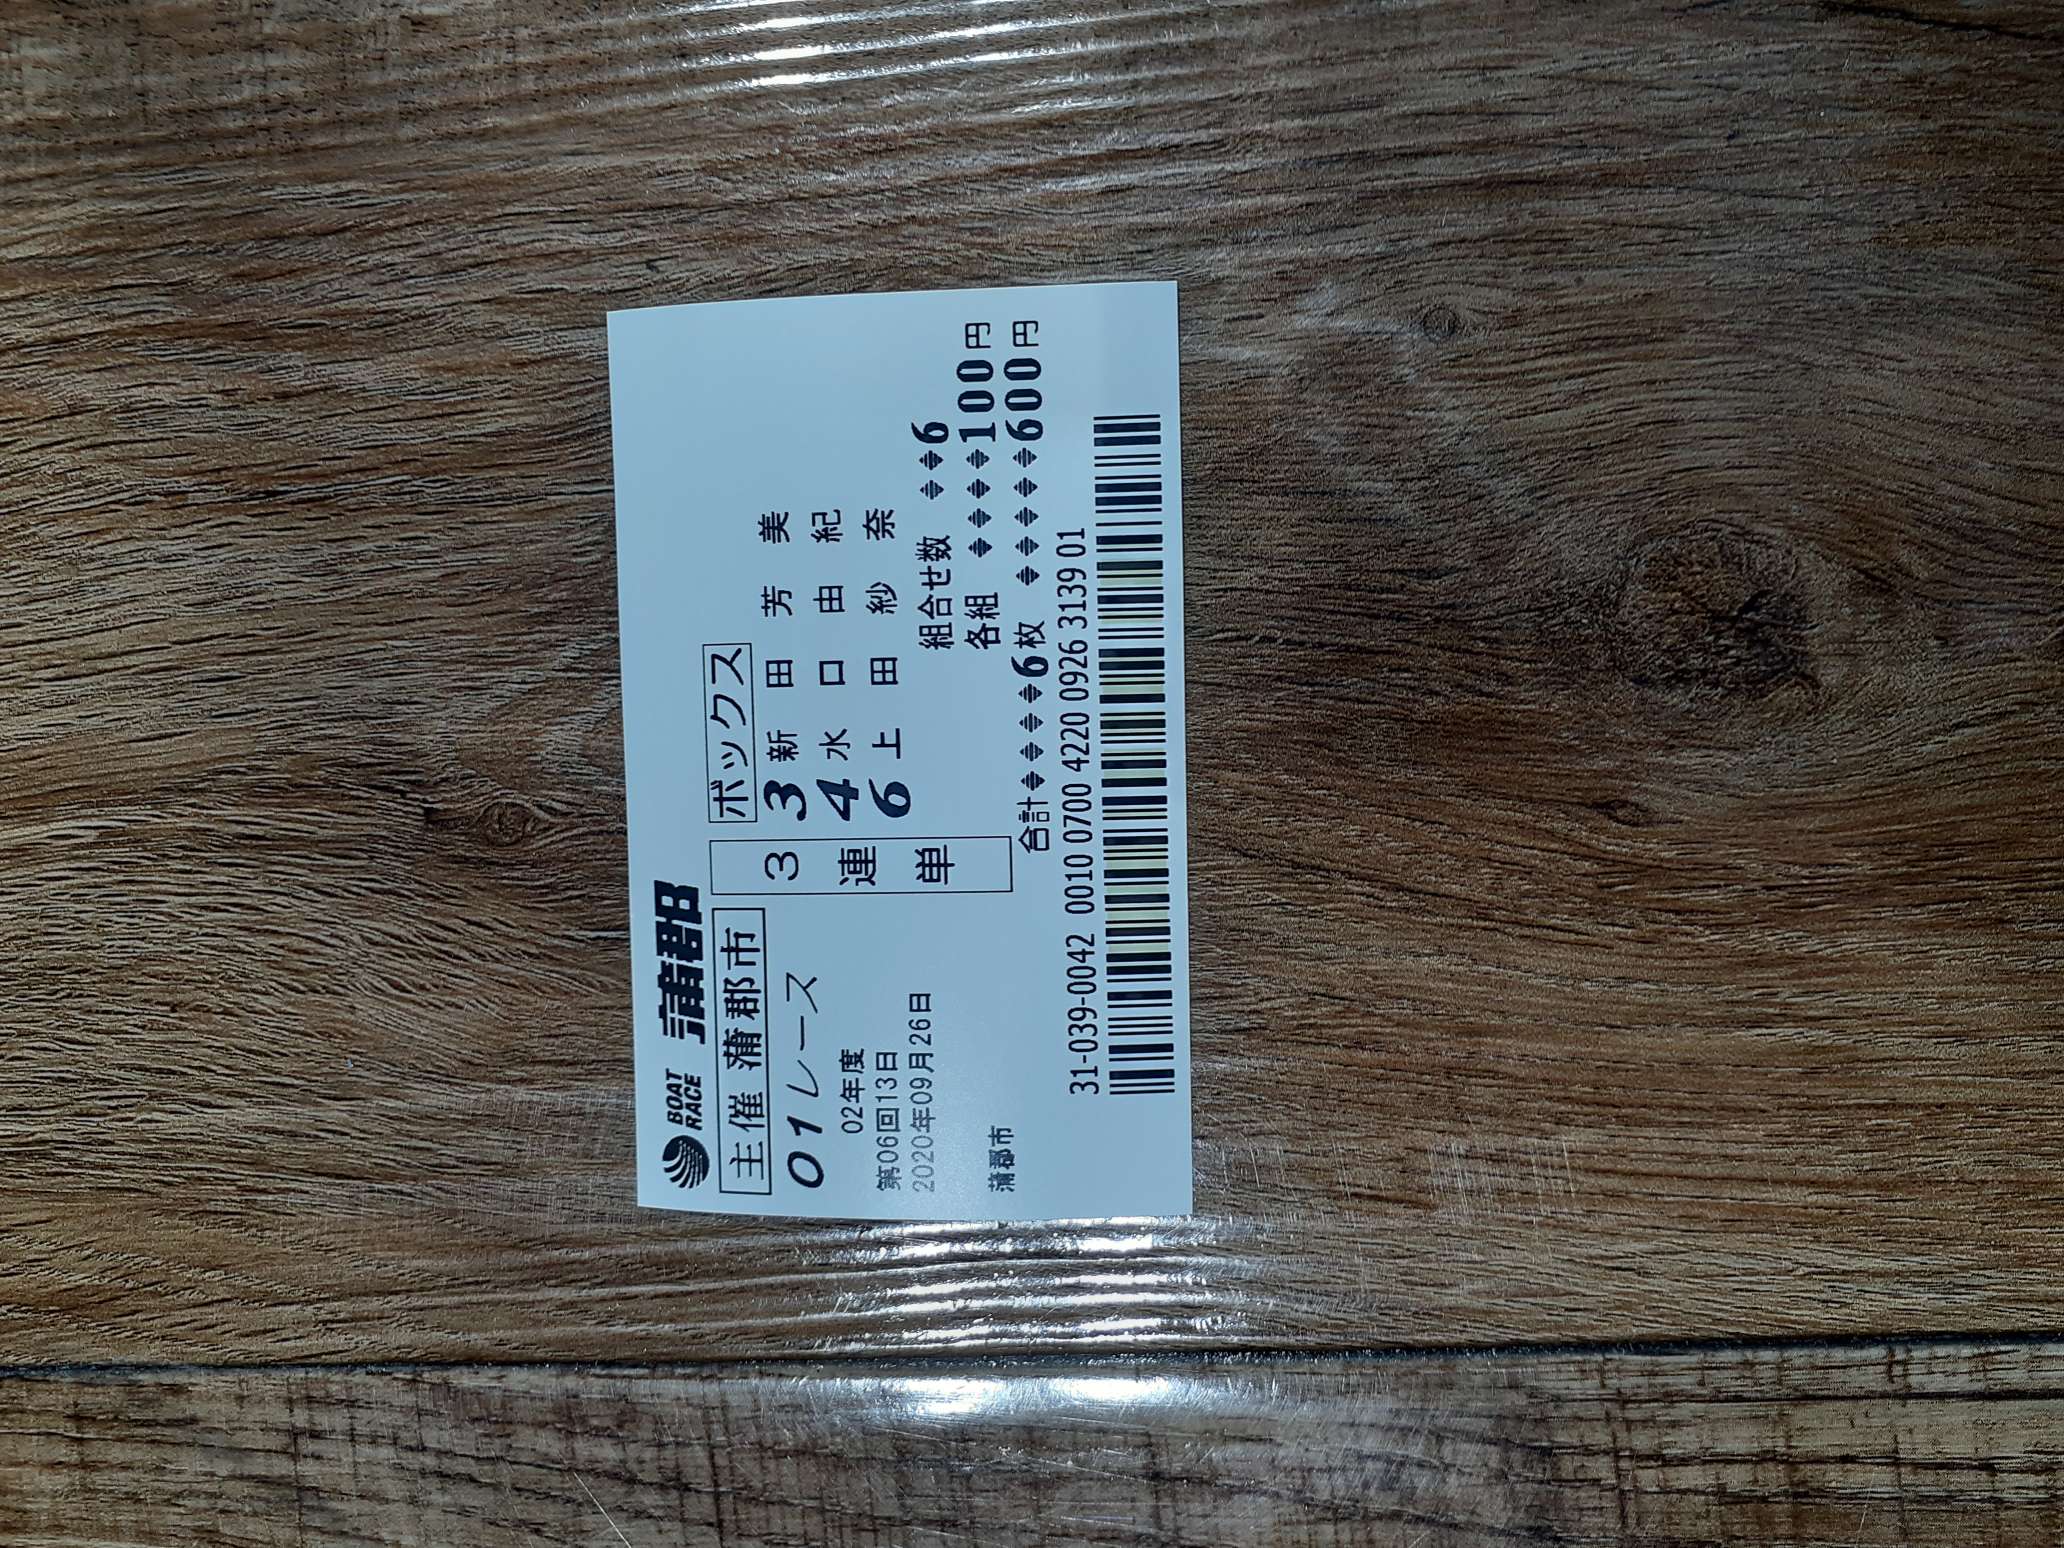 BOAT RACE 蒲郡
主催 蒲郡市
01レース
02年度
第06回13日
2020年09月26日
蒲郡市
3連単
ボックス
3 新田芳美
4 水口由紀
6 上田紗奈
組合せ数 ◆◆6
各組 ◆◆◆◆100円
合計◆◆◆◆6枚 ◆◆◆◆◆600円
31-039-0042 0010 0700 4220 0926 3139 01